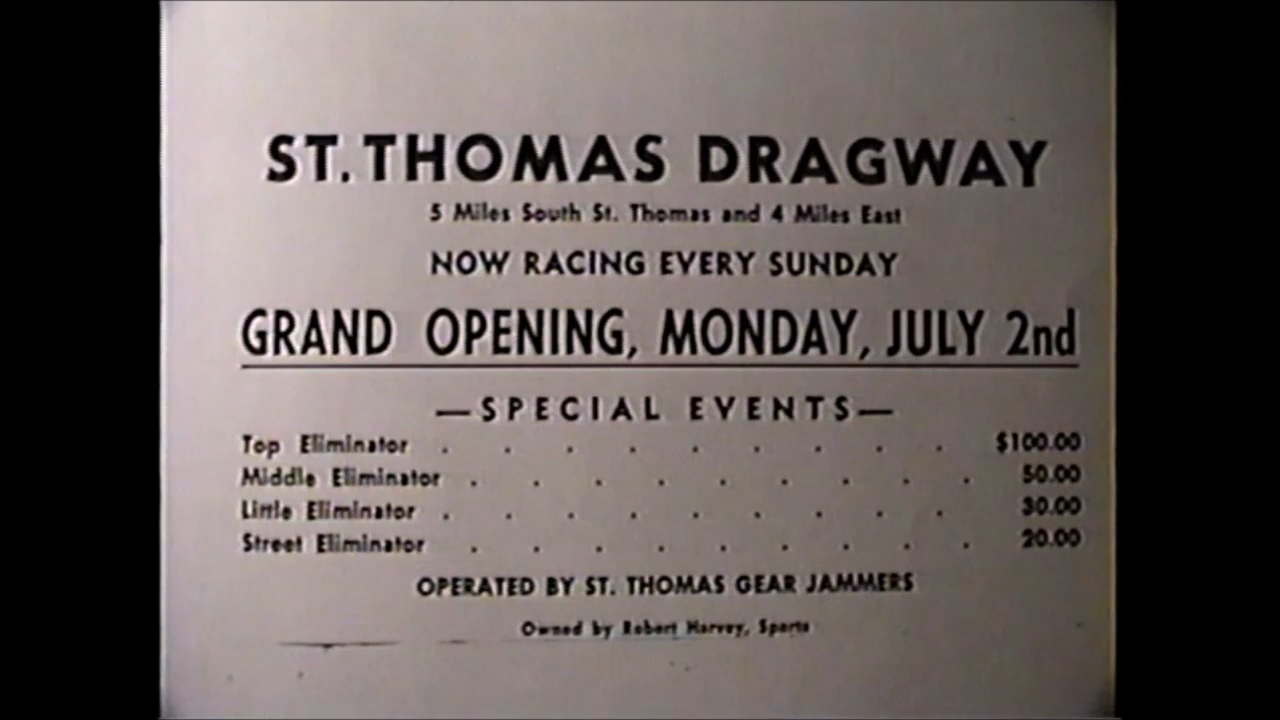 ST. THOMAS DRAGWAY
5 Miles South St. Thomas and 4 Miles East
NOW RACING EVERY SUNDAY
GRAND OPENING, MONDAY, JULY 2nd
—SPECIAL EVENTS—
Top Eliminator . . . . . . . . . $100.00
Middle Eliminator . . . . . . . . . 50.00
Little Eliminator . . . . . . . . . 30.00
Street Eliminator . . . . . . . . . 20.00
OPERATED BY ST. THOMAS GEAR JAMMERS
Owned by Robert Harvey, Sparta